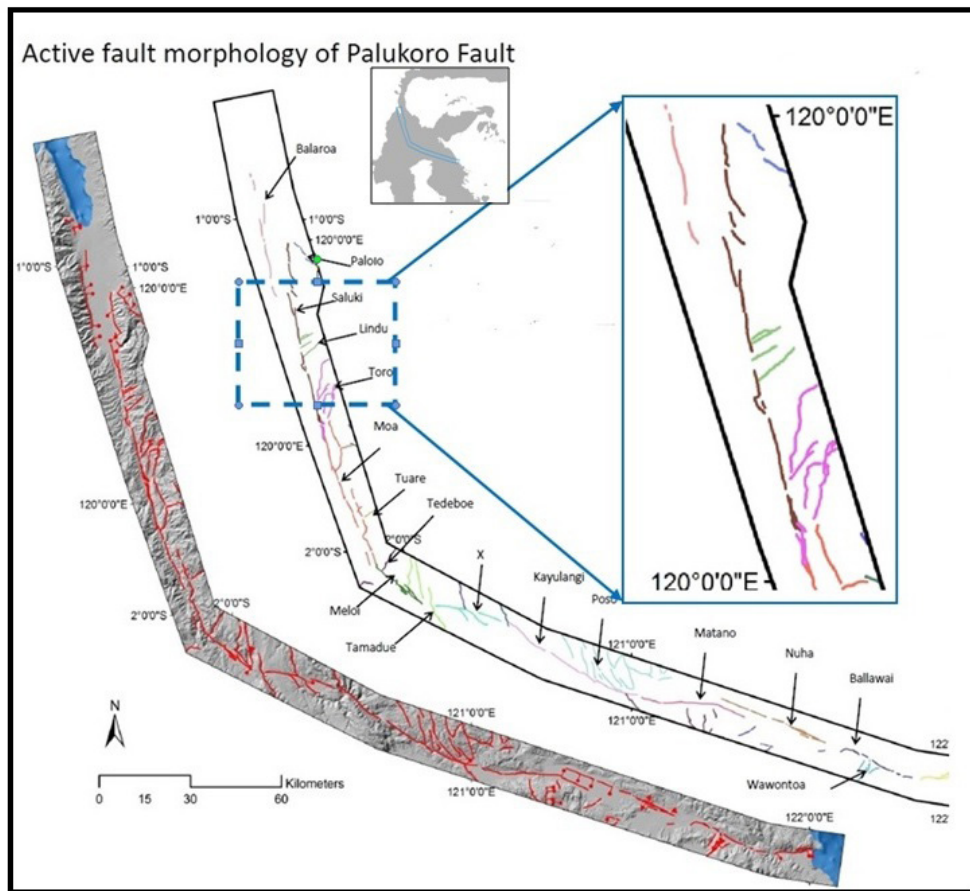 Active fault morphology of Palukoro Fault
120°0'0"E
Balaroa
1°0'0"S
1°0'0"S
120°0'0"E
Paloio
1°0'0"S
1°0'0"S
120°0'0"E
Saluki
Lindu
Toro
Moa
120°0'0"E
Tuare
120°0'0"E
Tedeboe
2°0'0"S
2°0'0"S
X
Kayulangi
120°0'0"E
Meloi
Poso
Matano
Tamadue
2°0'0"S
2°0'0"S
121°0'0"E
Nuha
Ballawai
N
121°0'0"E
121°0'0"E
122
Kilometers
0 15 30 60
121°0'0"E
Wawontoa
122°0'0"E
122